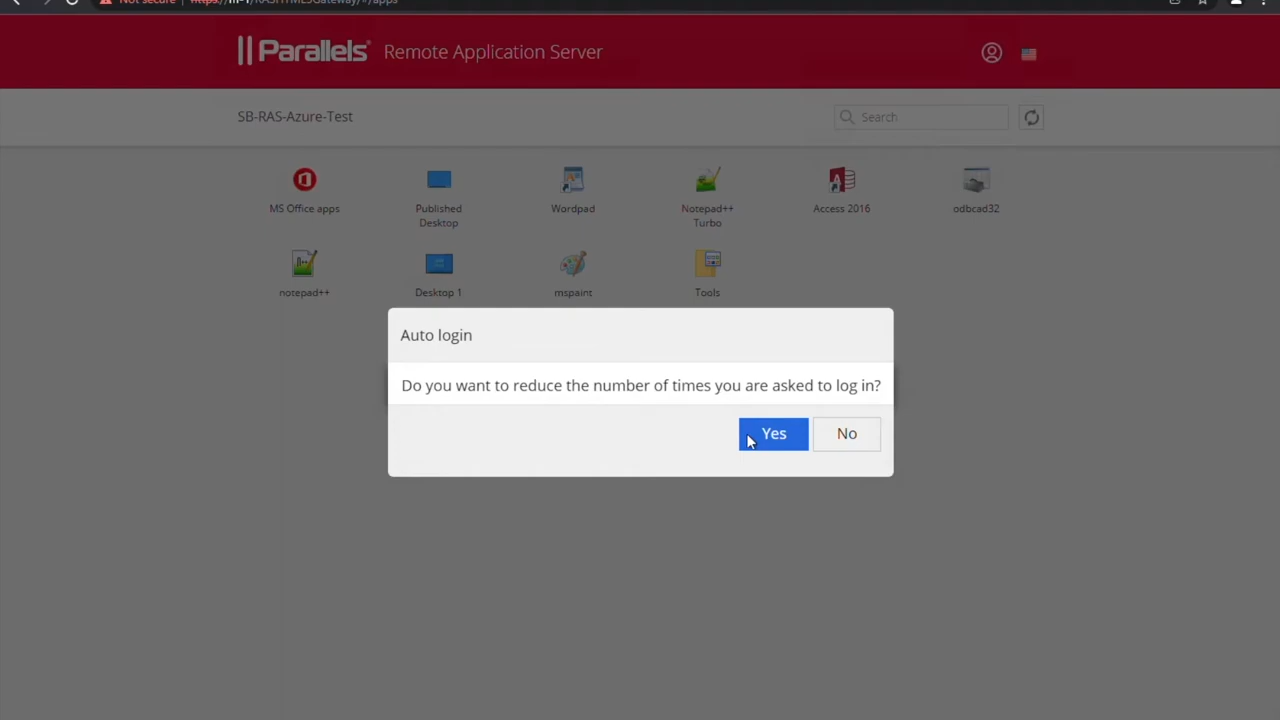 Not secure
Parallels® Remote Application Server
SB-RAS-Azure-Test
Search
MS Office apps
Published
Desktop
Wordpad
Notepad++
Turbo
Access 2016
odbcad32
notepad++
Desktop 1
mspaint
Tools
Auto login
Do you want to reduce the number of times you are asked to log in?
Yes
No